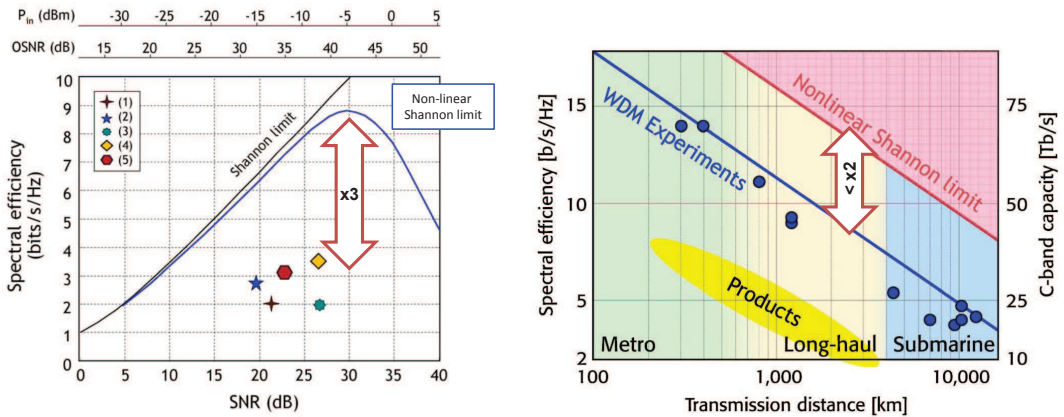 P_in (dBm)
-30 -25 -20 -15 -10 -5 0 5
OSNR (dB)
15 20 25 30 35 40 45 50
10
9
8
7
6
5
4
3
2
1
0
Spectral efficiency
(bits/s/Hz)
(1)
(2)
(3)
(4)
(5)
Shannon limit
Non-linear
Shannon limit
x3
0 5 10 15 20 25 30 35 40
SNR (dB)
15
10
5
2
Spectral efficiency [b/s/Hz]
WDM Experiments
Nonlinear Shannon limit
< x2
Products
Metro
Long-haul
Submarine
75
50
25
10
C-band capacity [Tb/s]
100 1,000 10,000
Transmission distance [km]